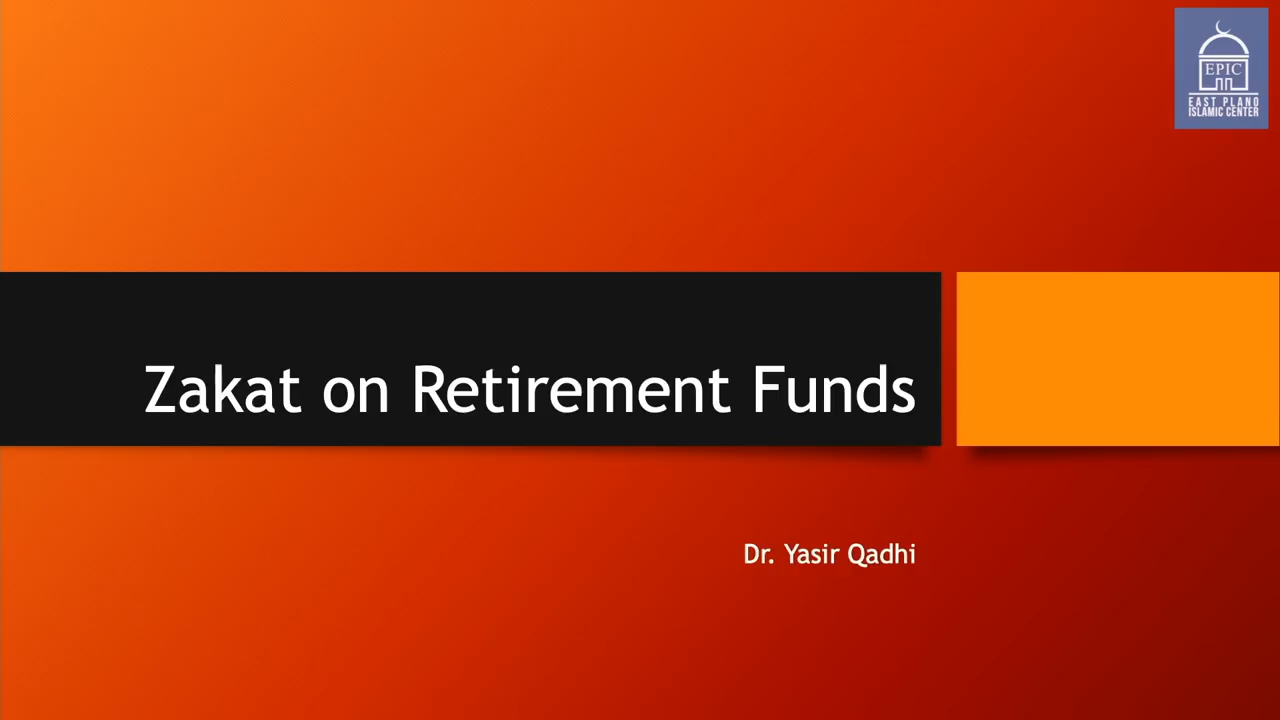 EPIC
EAST PLANO
ISLAMIC CENTER
Zakat on Retirement Funds
Dr. Yasir Qadhi